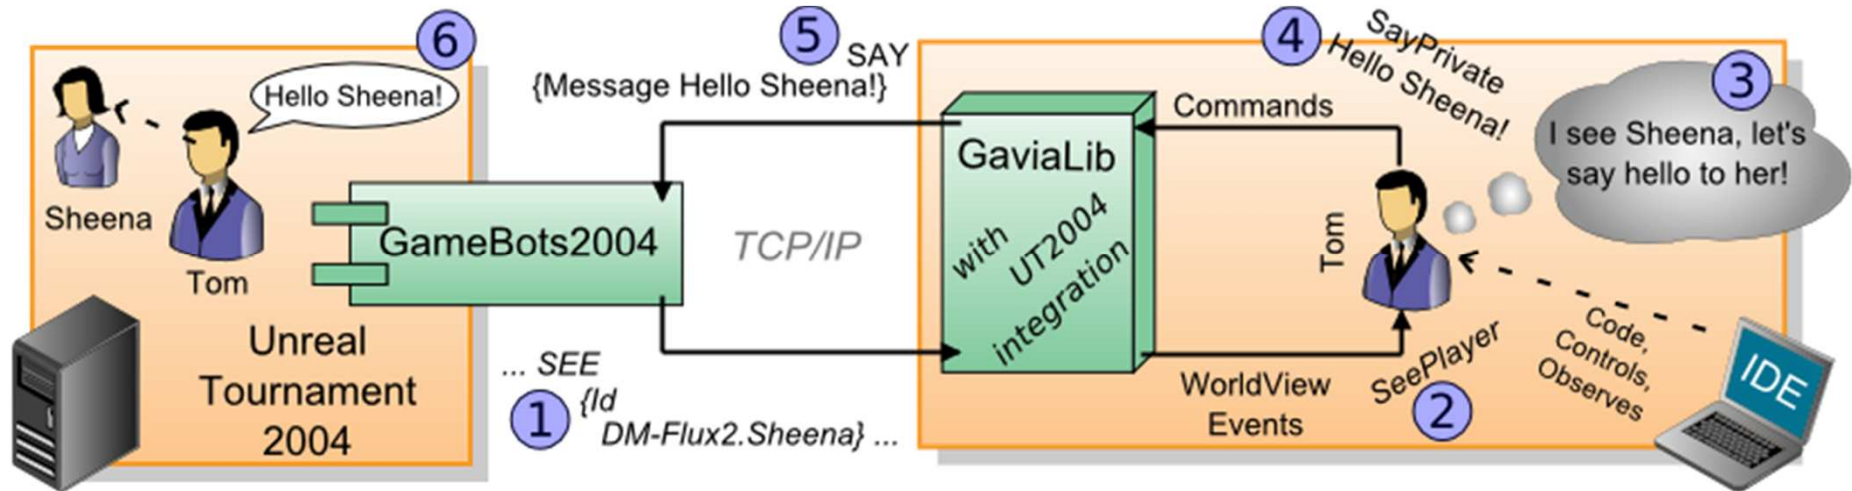 6
Hello Sheena!
Sheena
Tom
Unreal
Tournament
2004
GameBots2004
5
SAY
{Message Hello Sheena!}
TCP/IP
... SEE
1
{Id
DM-Flux2.Sheena} ...
GaviaLib
with
UT2004
integration
4
SayPrivate
Hello Sheena!
Commands
3
I see Sheena, let's
say hello to her!
Tom
WorldView
Events
SeePlayer
2
Code,
Controls,
Observes
IDE